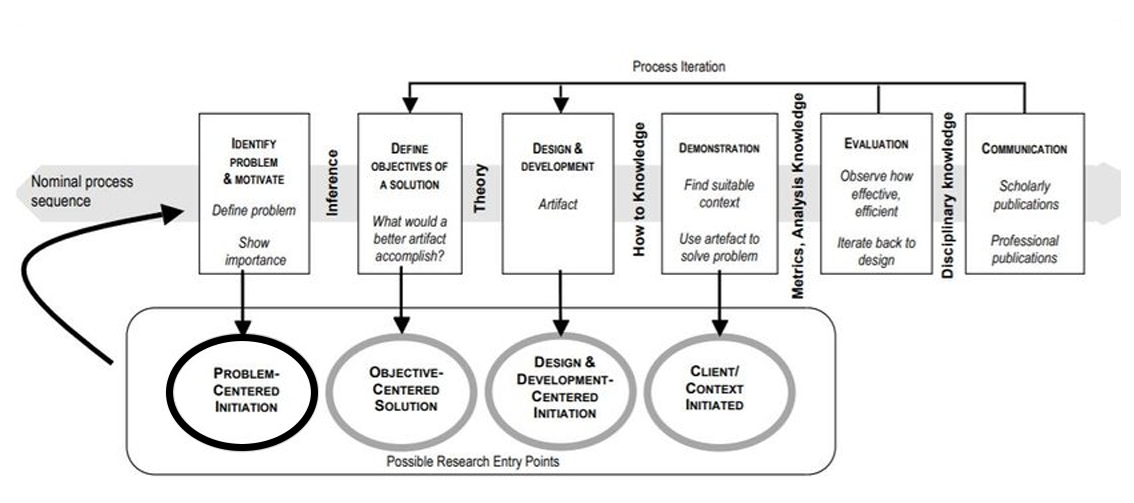 Process Iteration
Nominal process
sequence
IDENTIFY
PROBLEM
& MOTIVATE
Define problem
Show
importance
Inference
DEFINE
OBJECTIVES OF
A SOLUTION
What would a
better artifact
accomplish?
Theory
DESIGN &
DEVELOPMENT
Artifact
How to Knowledge
DEMONSTRATION
Find suitable
context
Use artefact to
solve problem
Metrics, Analysis Knowledge
EVALUATION
Observe how
effective,
efficient
Iterate back to
design
Disciplinary knowledge
COMMUNICATION
Scholarly
publications
Professional
publications
PROBLEM-
CENTERED
INITIATION
OBJECTIVE-
CENTERED
SOLUTION
DESIGN &
DEVELOPMENT-
CENTERED
INITIATION
CLIENT/
CONTEXT
INITIATED
Possible Research Entry Points